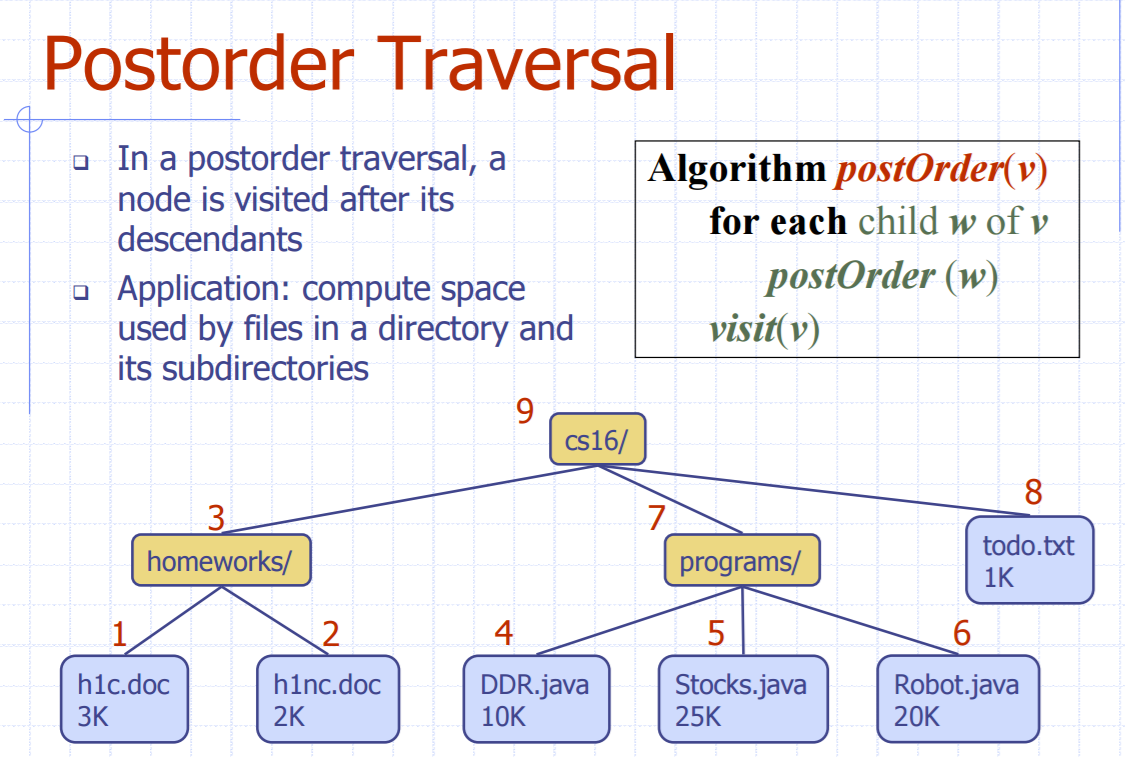 Postorder Traversal
❑ In a postorder traversal, a
node is visited after its
descendants
❑ Application: compute space
used by files in a directory and
its subdirectories
Algorithm postOrder(v)
for each child w of v
postOrder (w)
visit(v)
9
cs16/
3
homeworks/
7
programs/
8
todo.txt
1K
1
h1c.doc
3K
2
h1nc.doc
2K
4
DDR.java
10K
5
Stocks.java
25K
6
Robot.java
20K